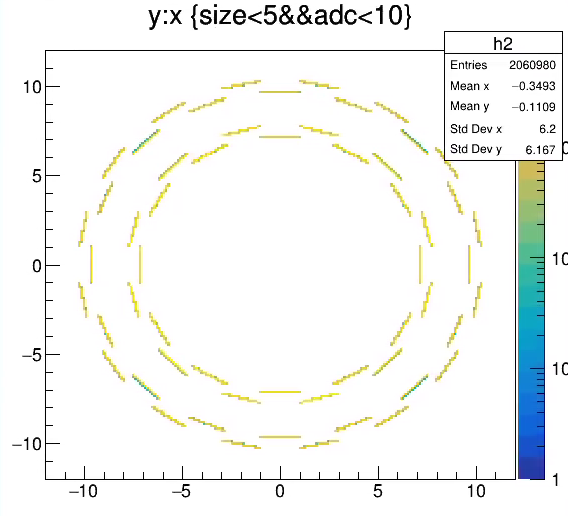 y:x {size<5&&adc<10}
h2
Entries 2060980
Mean x −0.3493
Mean y −0.1109
Std Dev x 6.2
Std Dev y 6.167
10
5
0
−5
−10
−10
−5
0
5
10
10
10
1